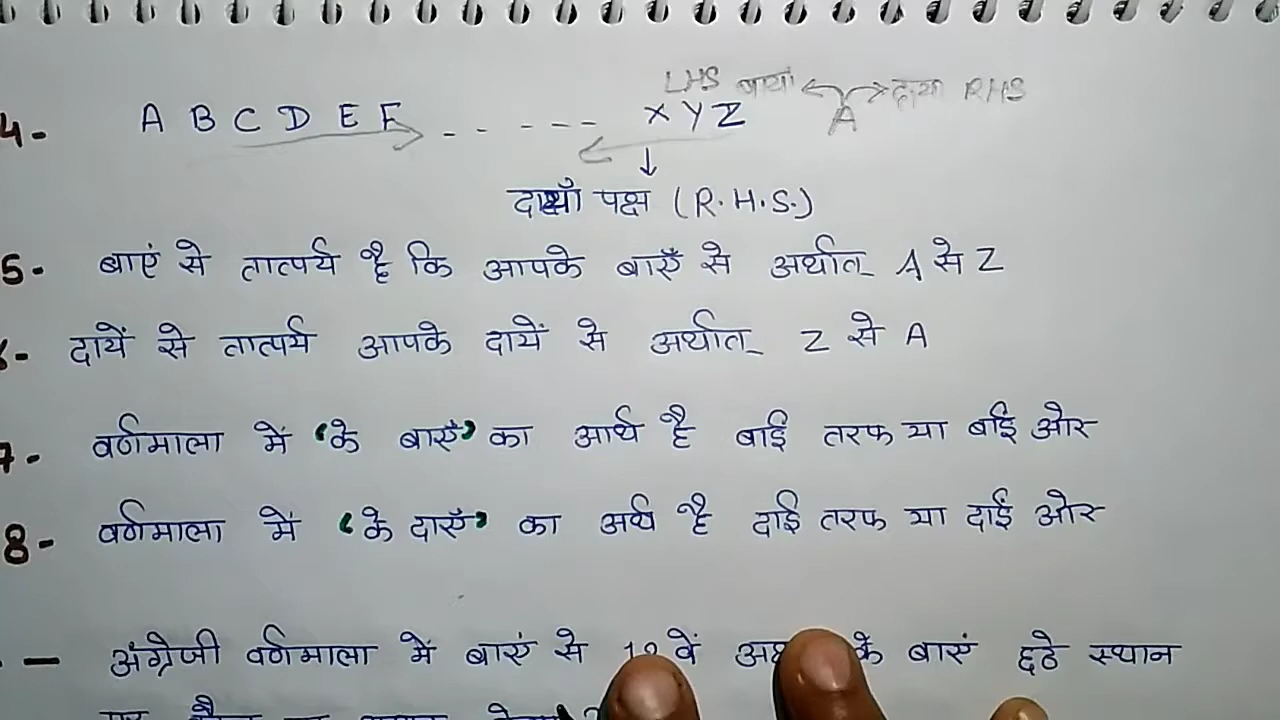 LHS बायां A दाया RHS
4- A B C D E F - - - - - - X Y Z
दायाँ पक्ष (R.H.S.)
5- बाएं से तात्पर्य है कि आपके बाएँ से अर्थात् A से Z
दायें से तात्पर्य आपके दायें से अर्थात् Z से A
7- वर्णमाला में 'के बाएँ' का आर्थ है बाई तरफ या बाईं ओर
8- वर्णमाला में 'के दाएँ' का अर्थ है दाई तरफ या दाईं ओर
- अंग्रेजी वर्णमाला में बाएं से वें के बाएं छठे स्थान